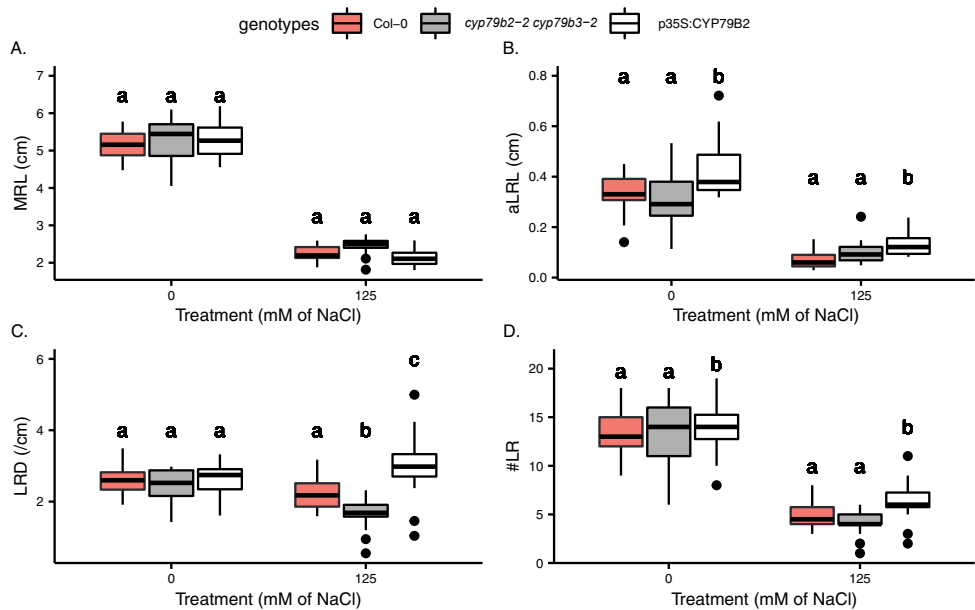 genotypes Col−0 cyp79b2−2 cyp79b3−2 p35S:CYP79B2
A.
7
6
5
4
3
2
MRL (cm)
a a a
a a a
0 125
Treatment (mM of NaCl)
B.
0.8
0.6
0.4
0.2
0.0
aLRL (cm)
a a b
a a b
0 125
Treatment (mM of NaCl)
C.
6
4
2
LRD (/cm)
a a a
a b c
0 125
Treatment (mM of NaCl)
D.
20
15
10
5
0
#LR
a a b
a a b
0 125
Treatment (mM of NaCl)